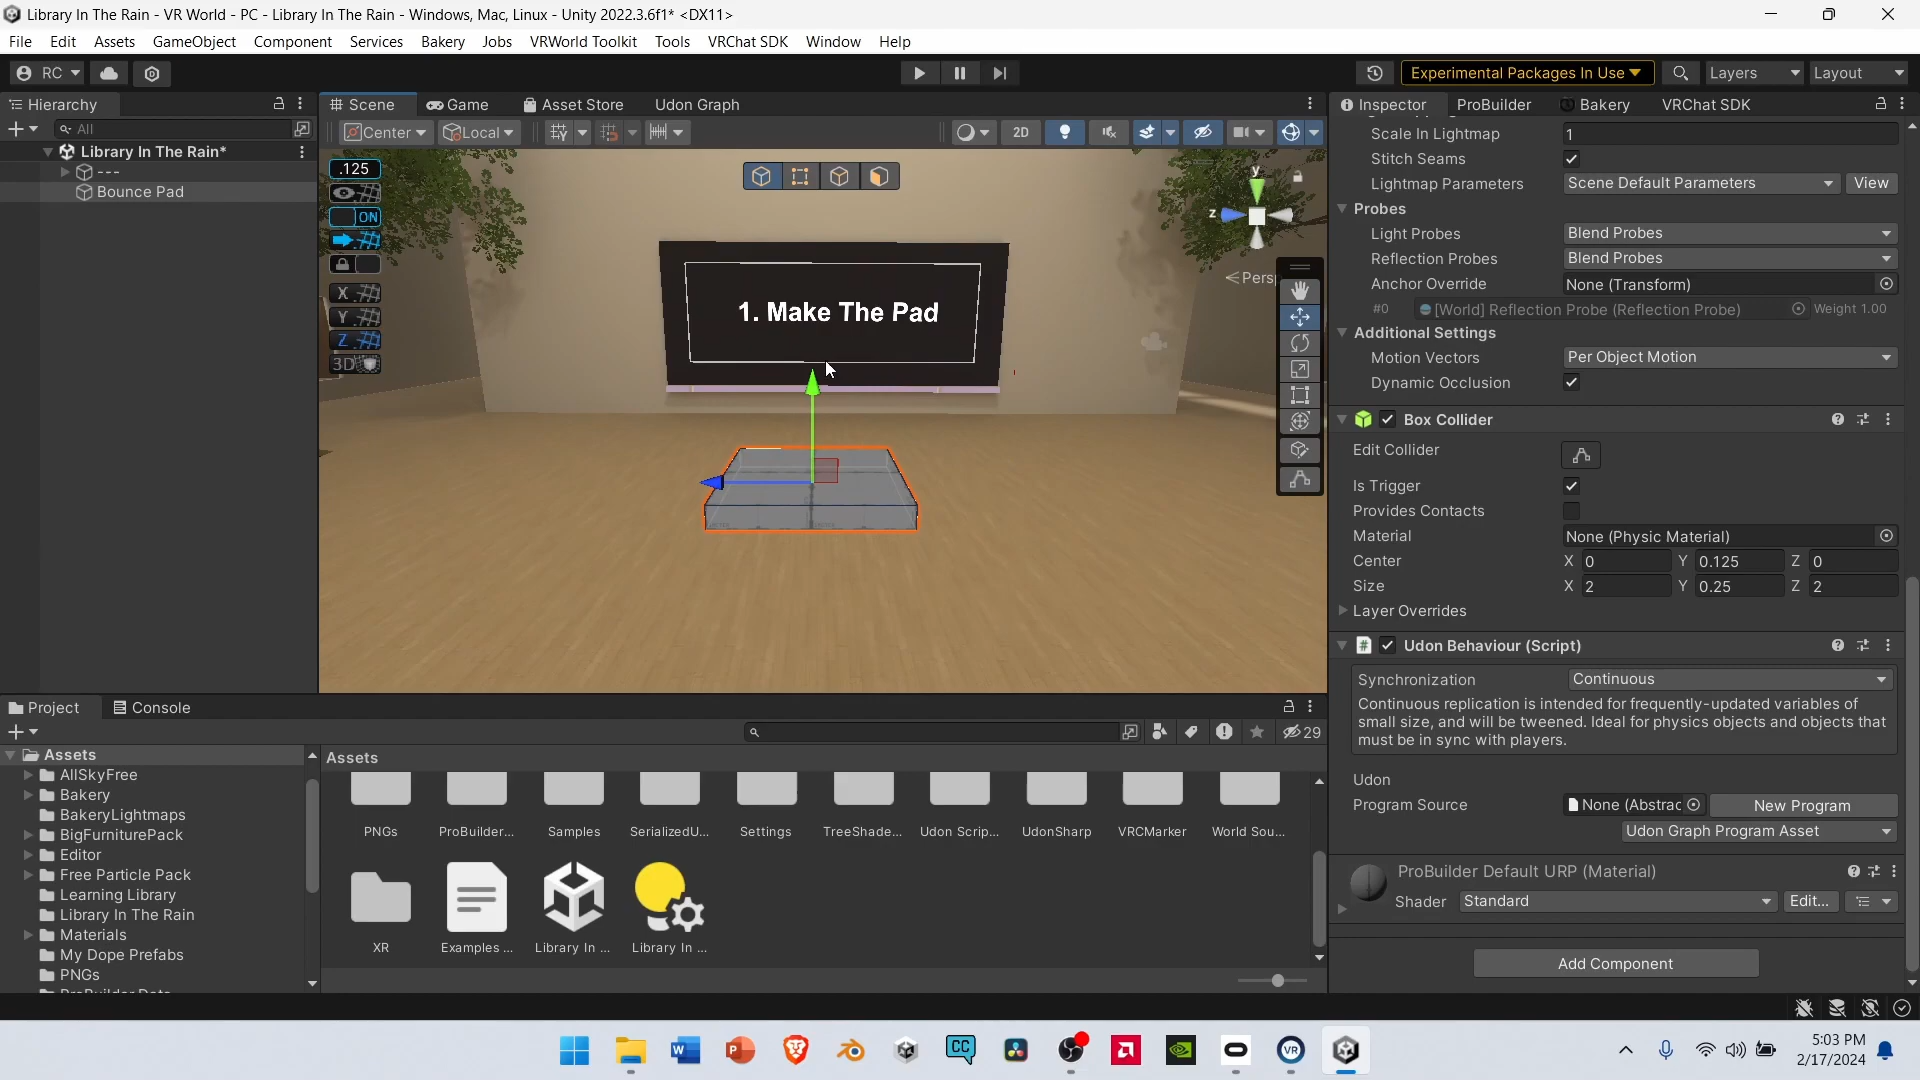 Library In The Rain - VR World - PC - Library In The Rain - Windows, Mac, Linux - Unity 2022.3.6f1* <DX11>
File Edit Assets GameObject Component Services Bakery Jobs VRWorld Toolkit Tools VRChat SDK Window Help
RC Experimental Packages In Use Layers Layout
Hierarchy Scene Game Asset Store Udon Graph Inspector ProBuilder Bakery VRChat SDK
All Center Local 2D
Library In The Rain*
---
Bounce Pad
.125
ON
X
Y
Z
3D
y
z
Persp
1. Make The Pad
Scale In Lightmap 1
Stitch Seams
Lightmap Parameters Scene Default Parameters View
Probes
Light Probes Blend Probes
Reflection Probes Blend Probes
Anchor Override None (Transform)
#0 [World] Reflection Probe (Reflection Probe) Weight 1.00
Additional Settings
Motion Vectors Per Object Motion
Dynamic Occlusion
Box Collider
Edit Collider
Is Trigger
Provides Contacts
Material None (Physic Material)
Center X 0 Y 0.125 Z 0
Size X 2 Y 0.25 Z 2
Layer Overrides
Udon Behaviour (Script)
Synchronization Continuous
Continuous replication is intended for frequently-updated variables of
small size, and will be tweened. Ideal for physics objects and objects that
must be in sync with players.
Udon
Program Source None (Abstrac New Program
Udon Graph Program Asset
ProBuilder Default URP (Material)
Shader Standard Edit...
Add Component
Project Console
29
Assets
AllSkyFree
Bakery
BakeryLightmaps
BigFurniturePack
Editor
Free Particle Pack
Learning Library
Library In The Rain
Materials
My Dope Prefabs
PNGs
Assets
PNGs ProBuilder... Samples SerializedU... Settings TreeShade... Udon Scrip... UdonSharp VRCMarker World Sou...
XR Examples ... Library In ... Library In ...
CC VR
5:03 PM
2/17/2024